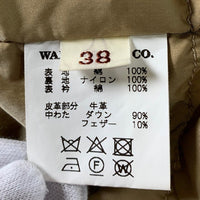 WA CO.
38
表地 綿 100%
裏地 ナイロン 100%
表衿 綿 100%
皮革部分 牛革
中わた ダウン 90%
フェザー 10%